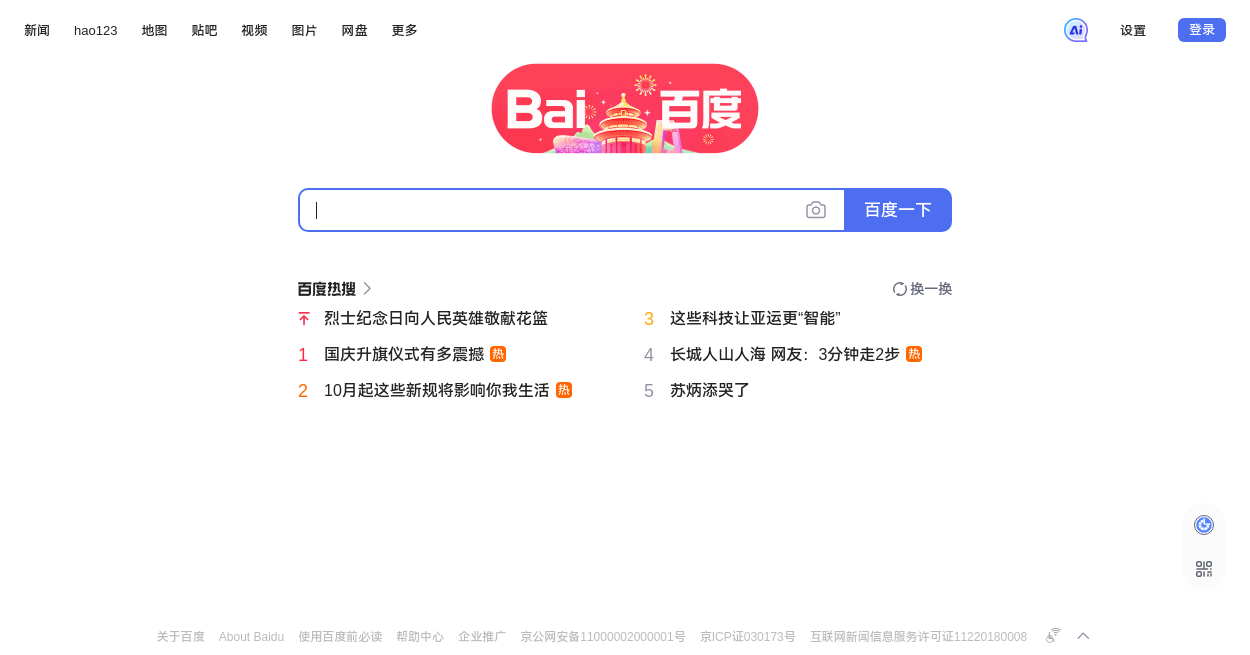 新闻 hao123 地图 贴吧 视频 图片 网盘 更多 Ai 设置 登录
Bai 百度
百度一下
百度热搜 换一换
烈士纪念日向人民英雄敬献花篮
1 国庆升旗仪式有多震撼 热
2 10月起这些新规将影响你我生活 热
3 这些科技让亚运更“智能”
4 长城人山人海 网友：3分钟走2步 热
5 苏炳添哭了
关于百度 About Baidu 使用百度前必读 帮助中心 企业推广 京公网安备11000002000001号 京ICP证030173号 互联网新闻信息服务许可证11220180008